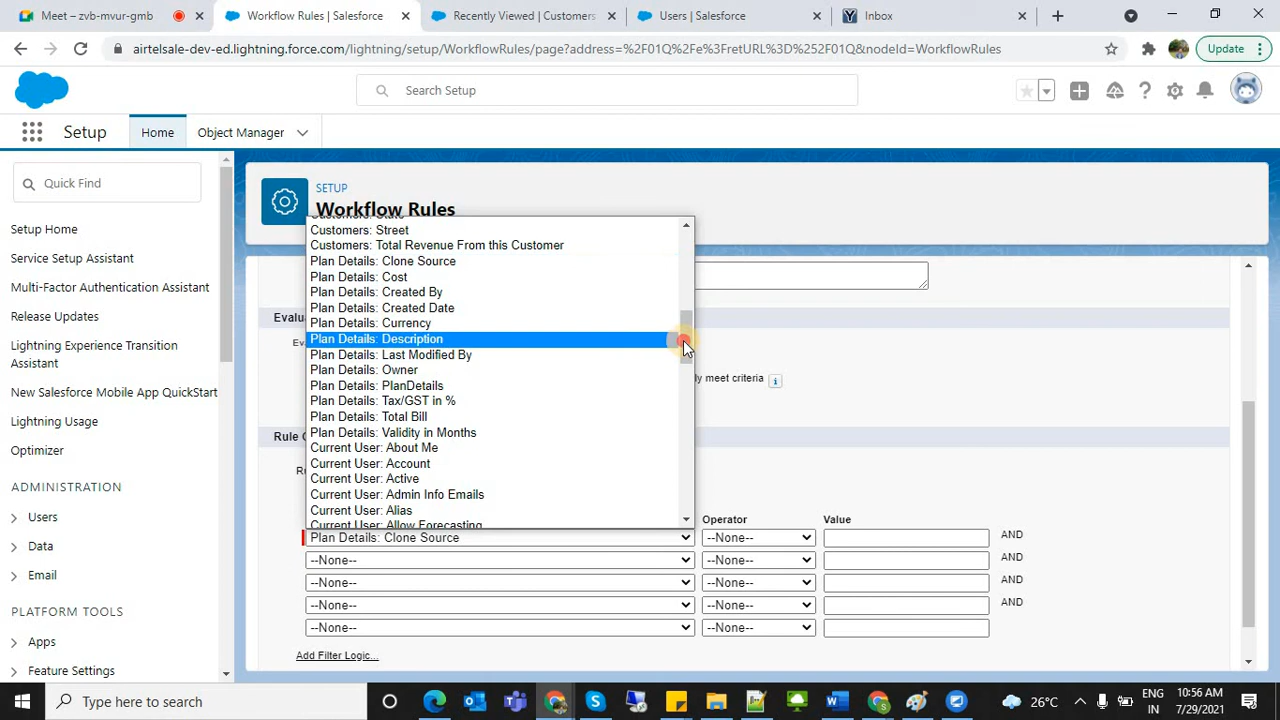 Meet – zvb-mvur-gmb
Workflow Rules | Salesforce
Recently Viewed | Customers
Users | Salesforce
Inbox
airtelsale-dev-ed.lightning.force.com/lightning/setup/WorkflowRules/page?address=%2F01Q%2Fe%3FretURL%3D%252F01Q&nodeId=WorkflowRules
Update
Search Setup
Setup
Home
Object Manager
Quick Find
Setup Home
Service Setup Assistant
Multi-Factor Authentication Assistant
Release Updates
Lightning Experience Transition
Assistant
New Salesforce Mobile App QuickStart
Lightning Usage
Optimizer
ADMINISTRATION
Users
Data
Email
PLATFORM TOOLS
Apps
Feature Settings
SETUP
Workflow Rules
Customers: State
Customers: Street
Customers: Total Revenue From this Customer
Plan Details: Clone Source
Plan Details: Cost
Plan Details: Created By
Plan Details: Created Date
Plan Details: Currency
Plan Details: Description
Plan Details: Last Modified By
Plan Details: Owner
Plan Details: PlanDetails
Plan Details: Tax/GST in %
Plan Details: Total Bill
Plan Details: Validity in Months
Current User: About Me
Current User: Account
Current User: Active
Current User: Admin Info Emails
Current User: Alias
Current User: Allow Forecasting
ly meet criteria
Rule
Operator
Value
Plan Details: Clone Source
--None--
AND
--None--
--None--
AND
--None--
--None--
AND
--None--
--None--
AND
--None--
--None--
Add Filter Logic...
Type here to search
26°C
ENG
IN
10:56 AM
7/29/2021